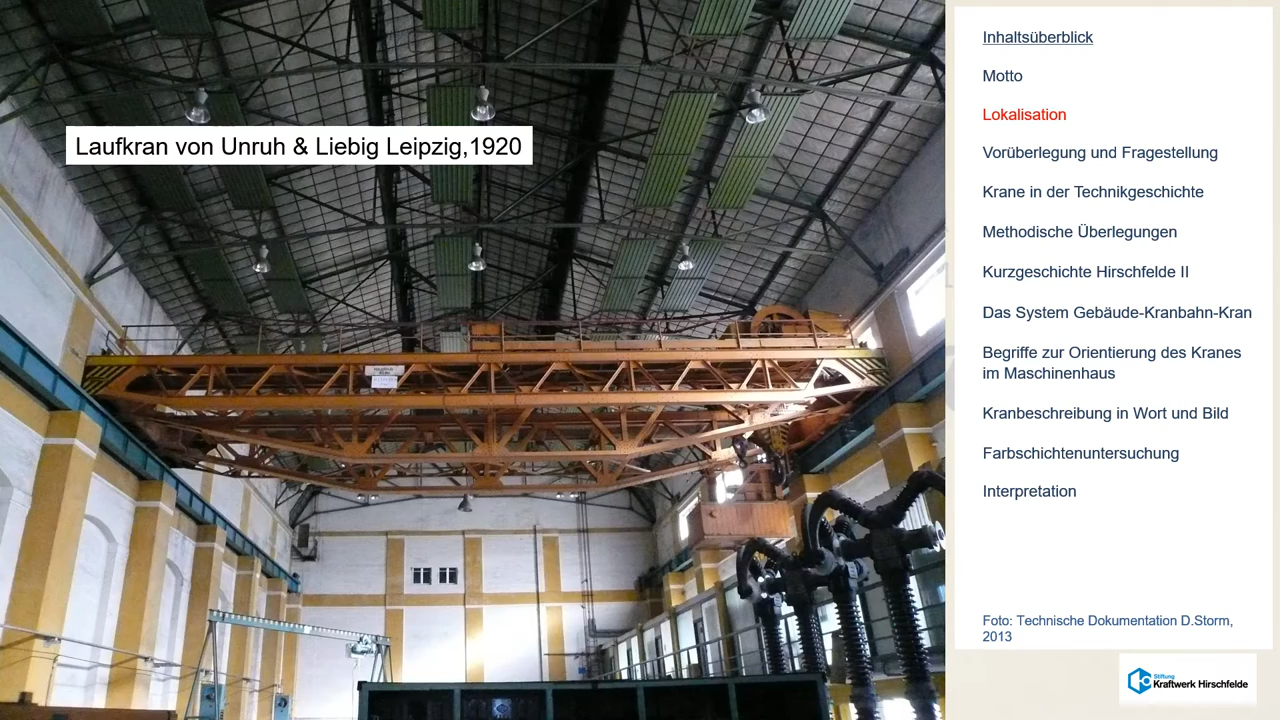 Laufkran von Unruh & Liebig Leipzig,1920
Inhaltsüberblick
Motto
Lokalisation
Vorüberlegung und Fragestellung
Krane in der Technikgeschichte
Methodische Überlegungen
Kurzgeschichte Hirschfelde II
Das System Gebäude-Kranbahn-Kran
Begriffe zur Orientierung des Kranes
im Maschinenhaus
Kranbeschreibung in Wort und Bild
Farbschichtenuntersuchung
Interpretation
Foto: Technische Dokumentation D.Storm,
2013
Stiftung
Kraftwerk Hirschfelde